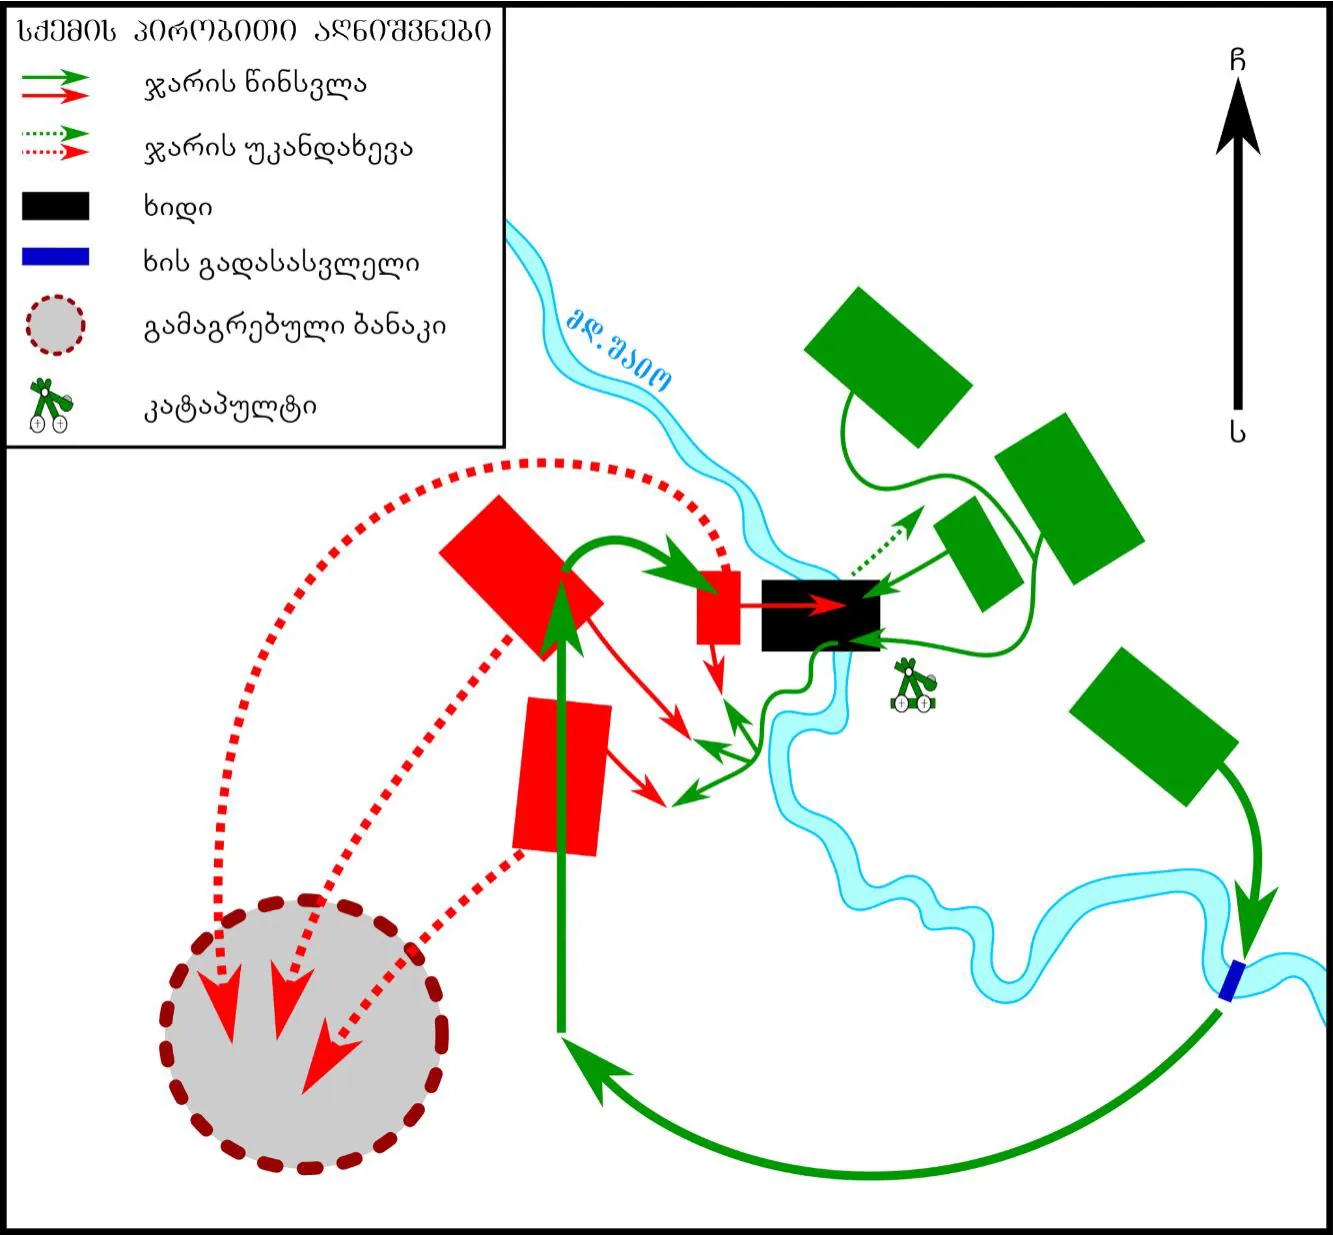 სქემის პირობითი აღნიშვნები
ჯარის წინსვლა
ჯარის უკანდახევა
ხიდი
ხის გადასასვლელი
გამაგრებული ბანაკი
კატაპულტი
მდ.შაიო
ჩ
ს